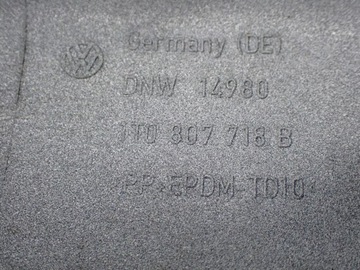 Germany (DE)
DNW 14980
1T0 807 718 B
>PP+EPDM-TD10<